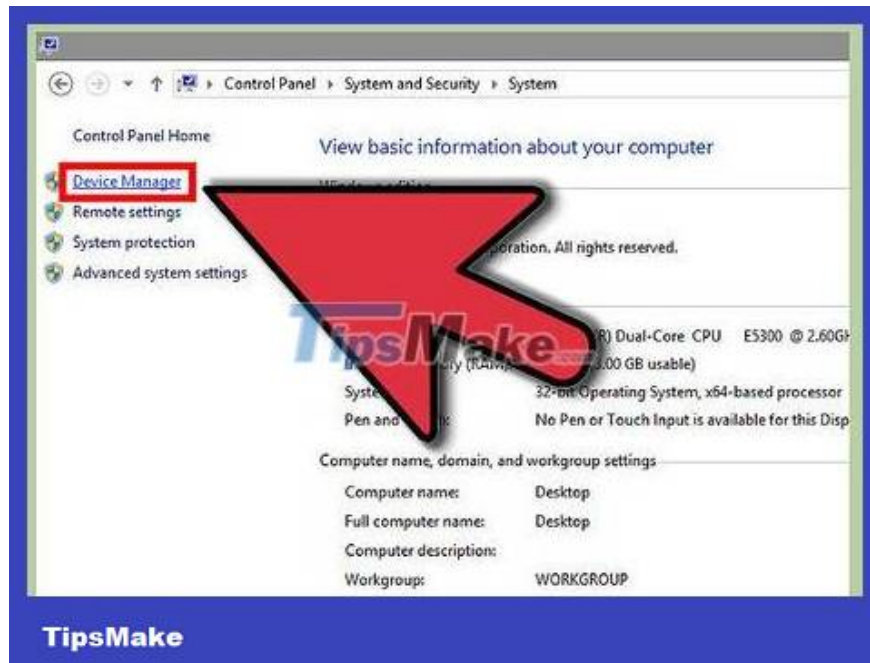 Control Panel ▸ System and Security ▸ System
Control Panel Home
View basic information about your computer
Device Manager
Remote settings
System protection
Advanced system settings
All rights reserved.
TipsMake
Dual-Core CPU E5300 @ 2.60GH
3.00 GB usable)
32-bit Operating System, x64-based processor
Pen and
No Pen or Touch Input is available for this Disp
Computer name, domain, and workgroup settings
Computer name: Desktop
Full computer name: Desktop
Computer description:
Workgroup: WORKGROUP
TipsMake